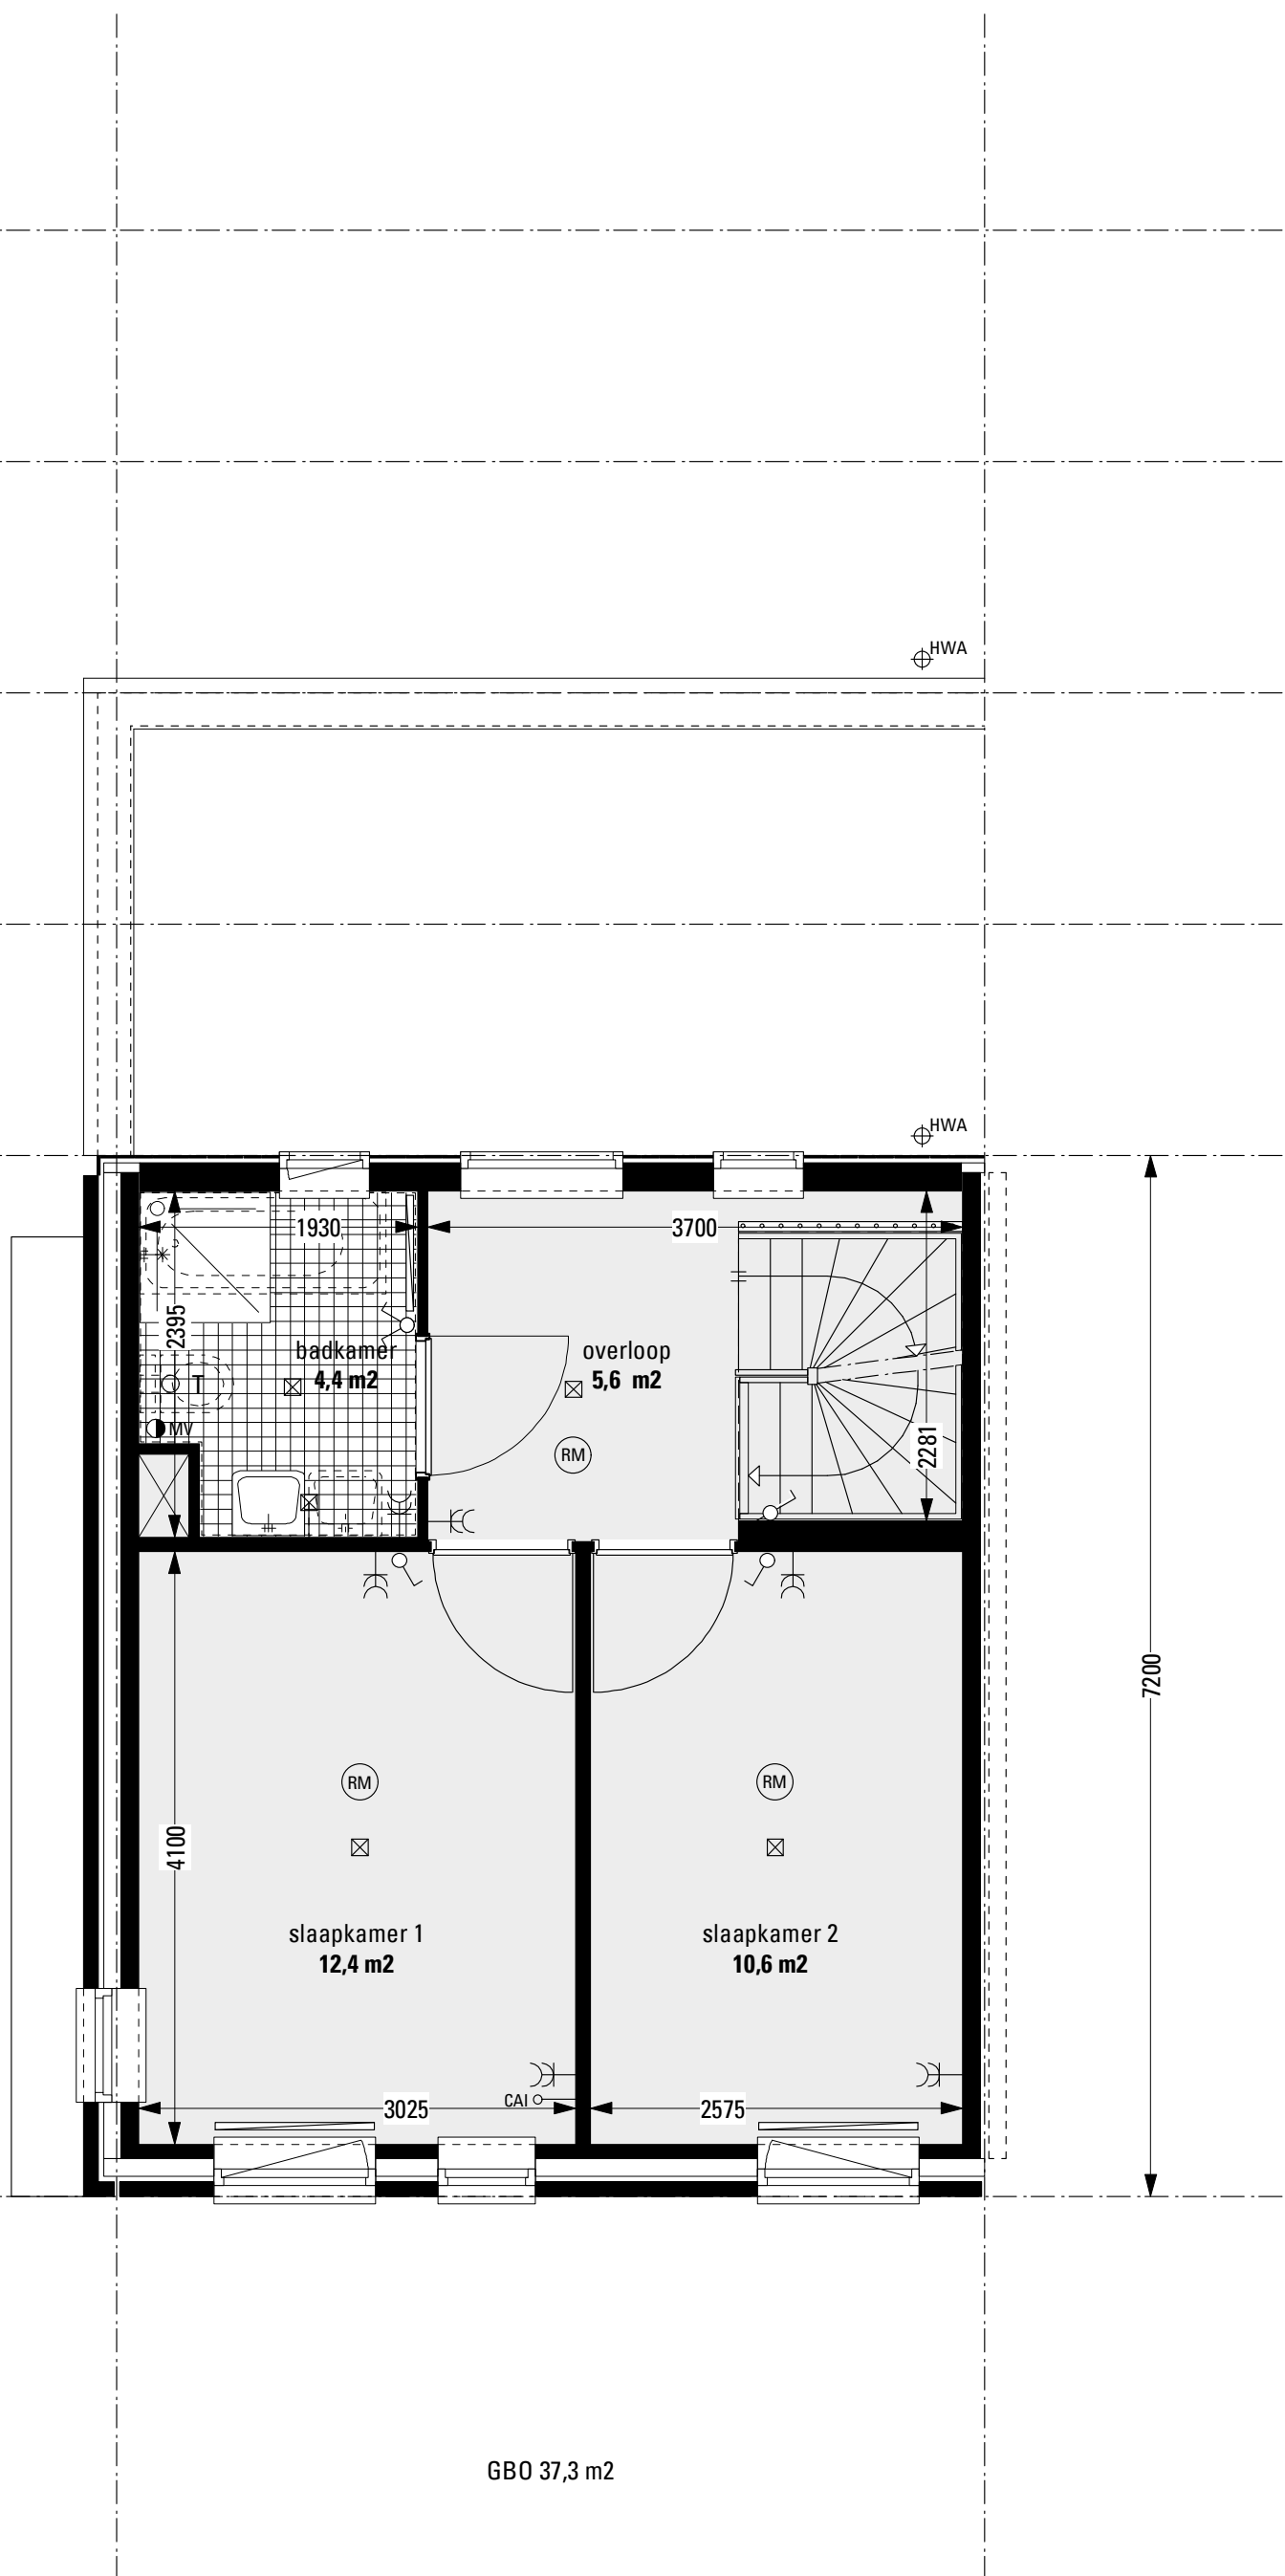 HWA
HWA
1930
3700
2395
badkamer
4,4 m2
overloop
5,6 m2
T
MV
RM
2281
7200
RM
RM
4100
slaapkamer 1
12,4 m2
slaapkamer 2
10,6 m2
CAI
3025
2575
GBO 37,3 m2